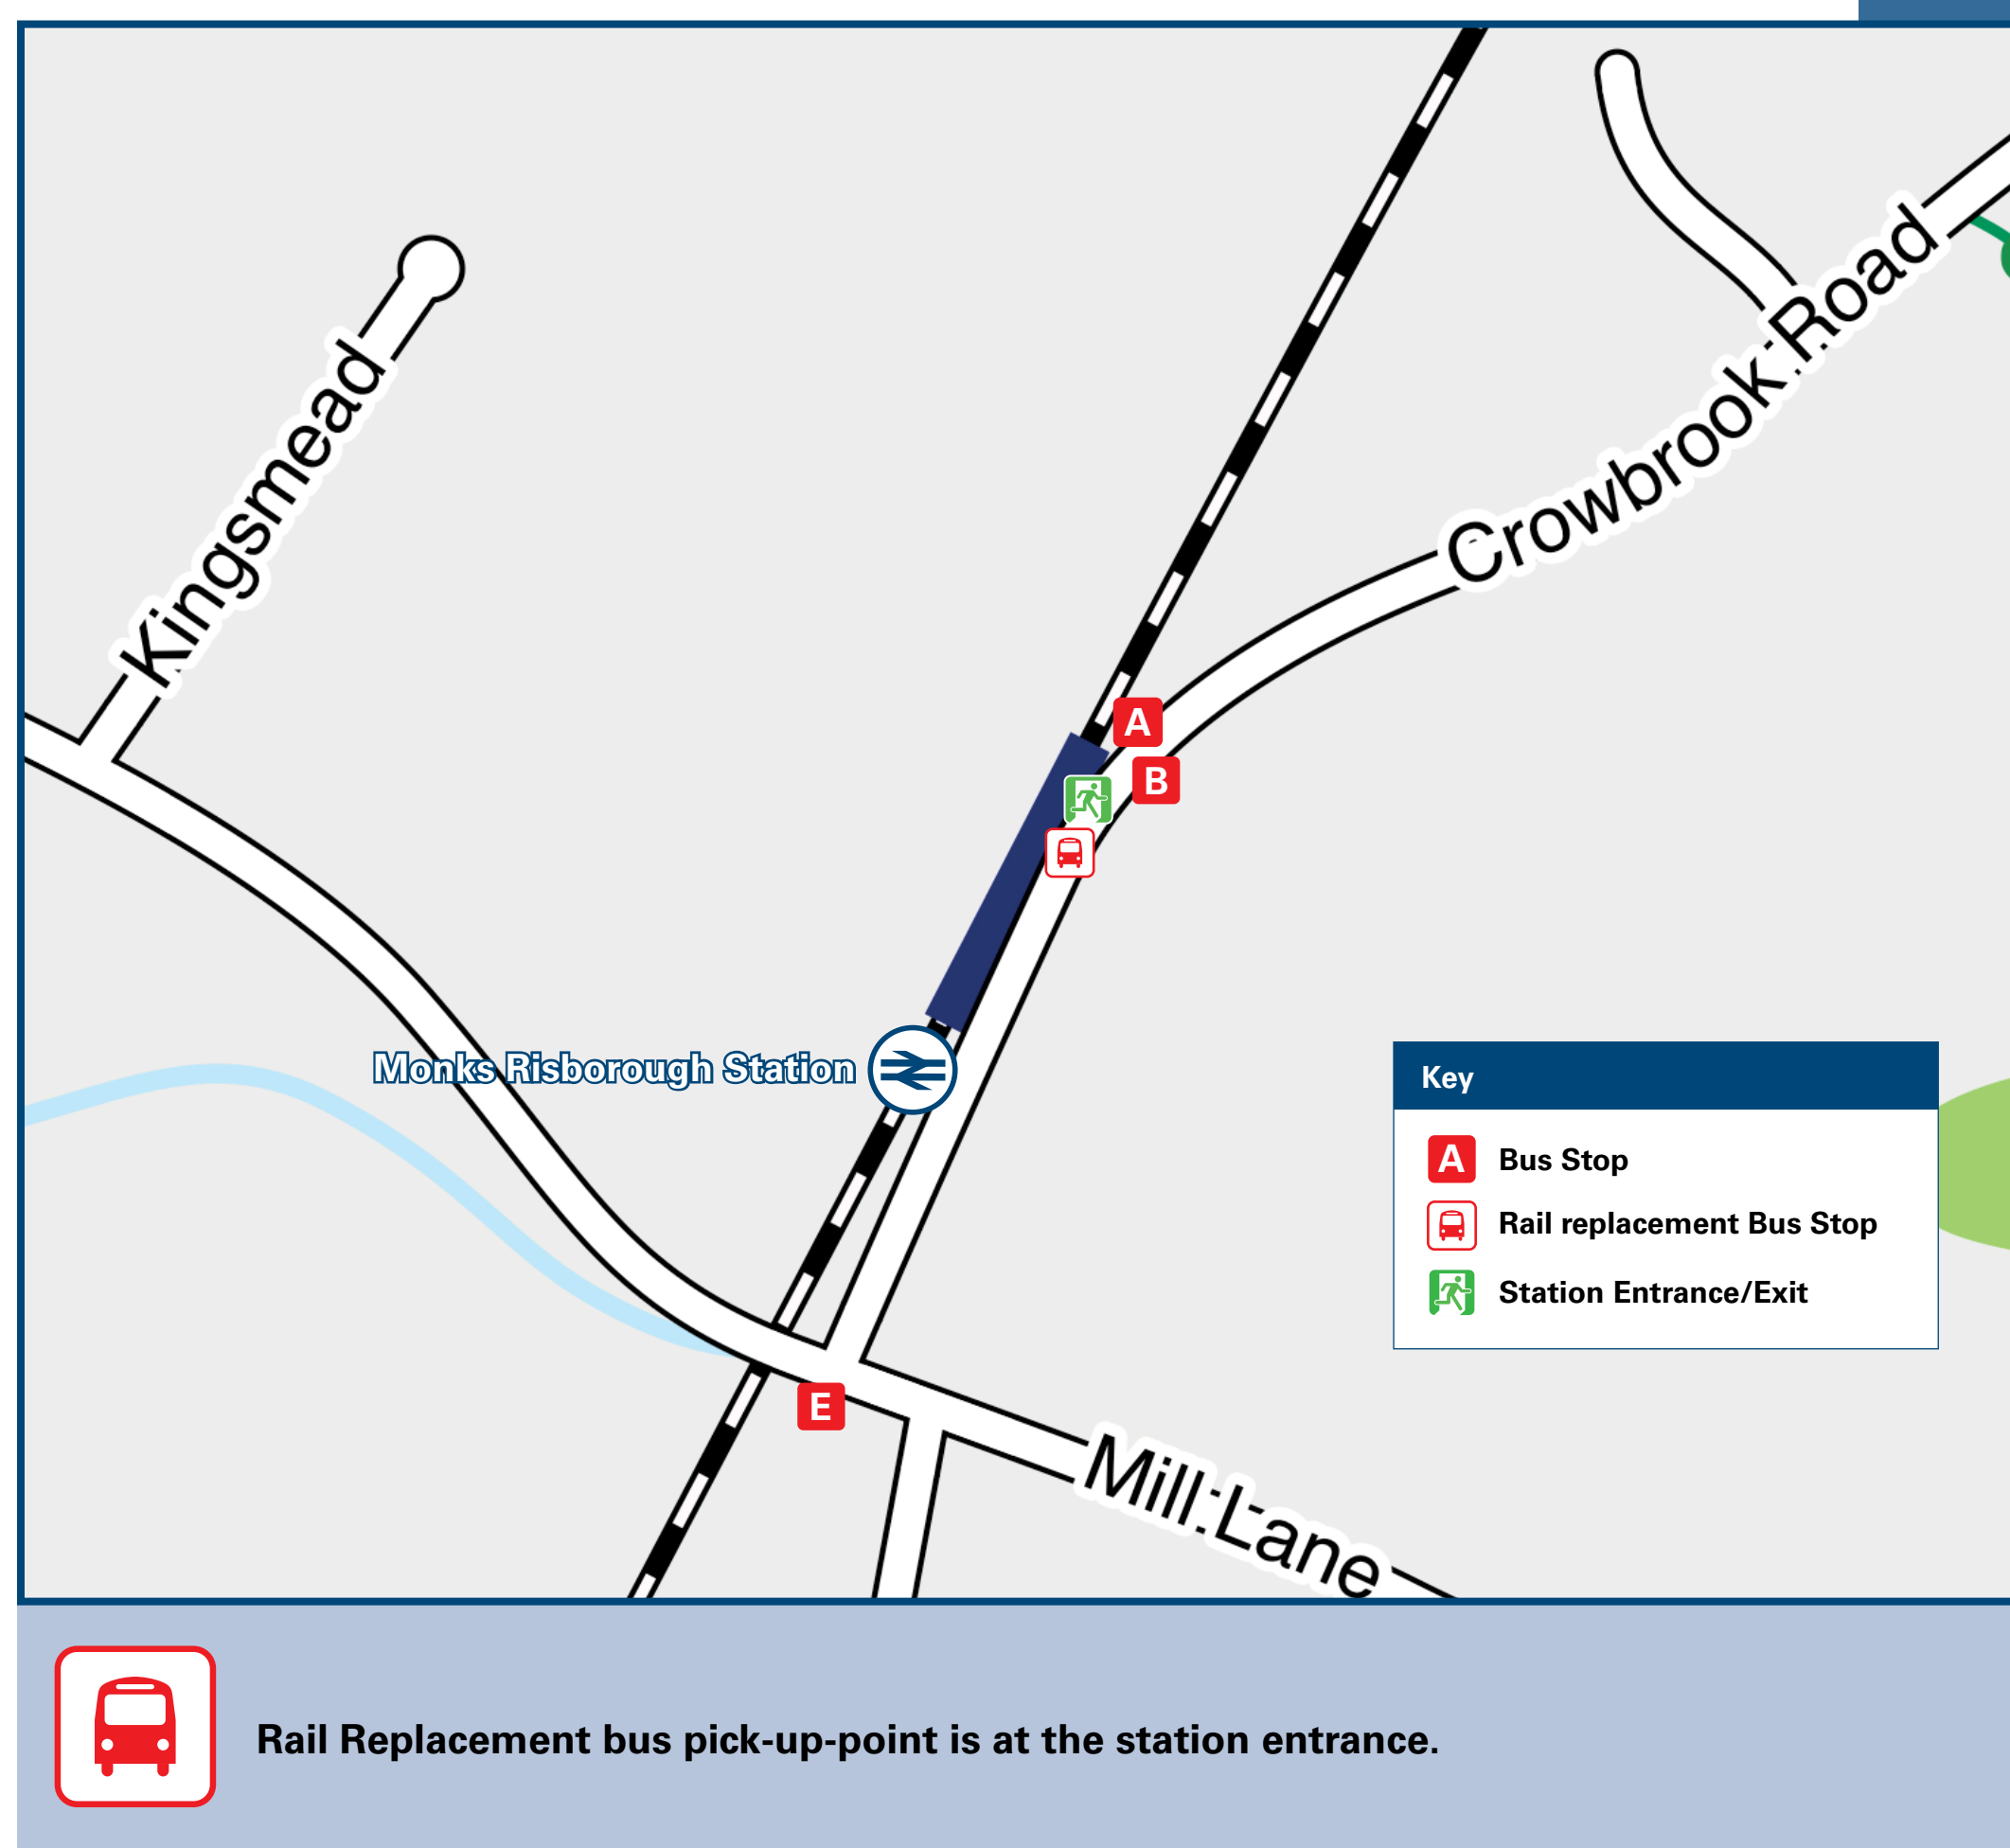 Kingsmead
Crowbrook Road
A
B
Monks Risborough Station
Key
A Bus Stop
Rail replacement Bus Stop
Station Entrance/Exit
E
Mill Lane
Rail Replacement bus pick-up-point is at the station entrance.